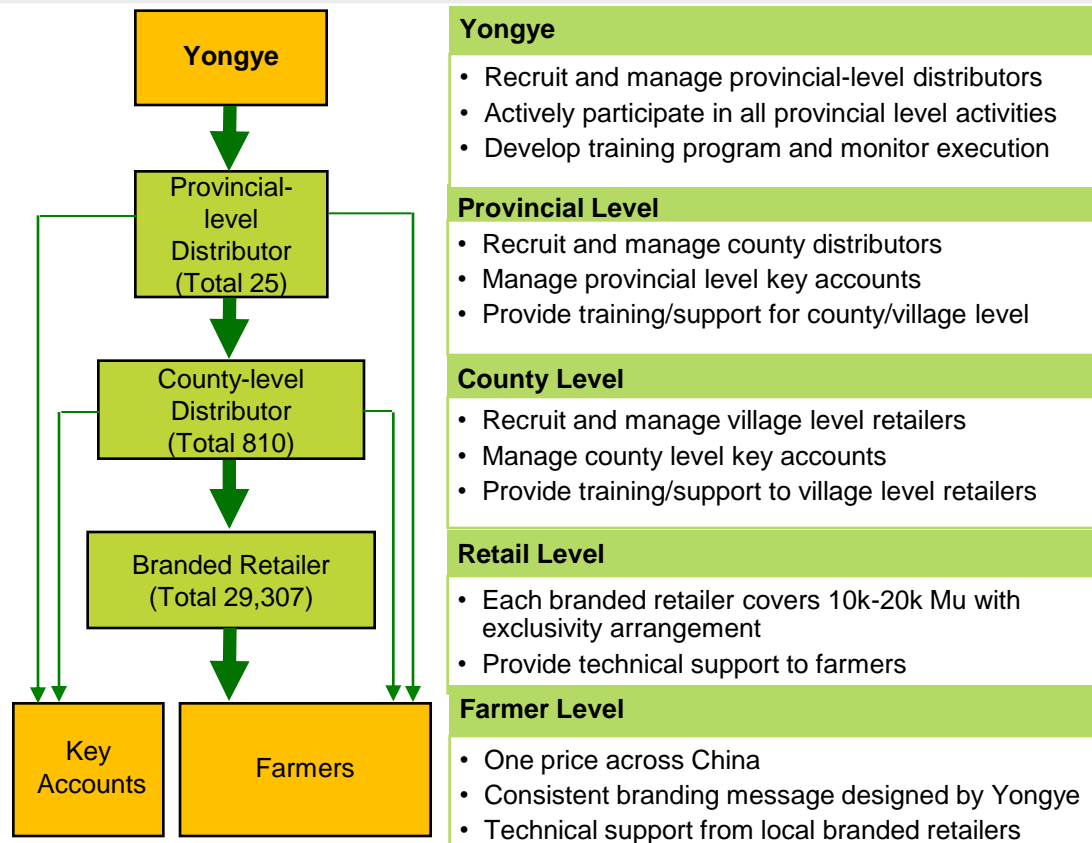 Yongye
Provincial-
level
Distributor
(Total 25)
County-level
Distributor
(Total 810)
Branded Retailer
(Total 29,307)
Key
Accounts
Farmers
Yongye
• Recruit and manage provincial-level distributors
• Actively participate in all provincial level activities
• Develop training program and monitor execution
Provincial Level
• Recruit and manage county distributors
• Manage provincial level key accounts
• Provide training/support for county/village level
County Level
• Recruit and manage village level retailers
• Manage county level key accounts
• Provide training/support to village level retailers
Retail Level
• Each branded retailer covers 10k-20k Mu with
exclusivity arrangement
• Provide technical support to farmers
Farmer Level
• One price across China
• Consistent branding message designed by Yongye
• Technical support from local branded retailers